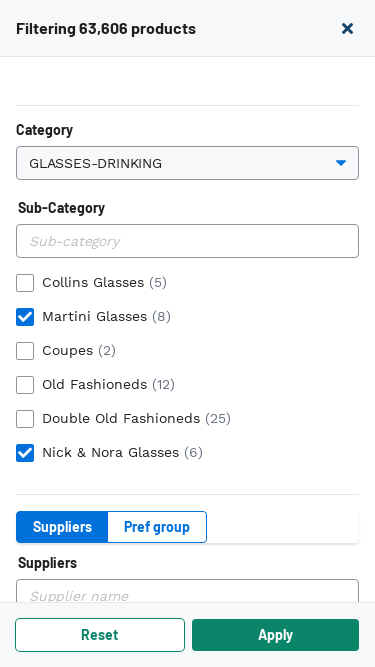 Filtering 63,606 products
Category
GLASSES-DRINKING
Sub-Category
Sub-category
Collins Glasses (5)
Martini Glasses (8)
Coupes (2)
Old Fashioneds (12)
Double Old Fashioneds (25)
Nick & Nora Glasses (6)
Suppliers Pref group
Suppliers
Supplier name
Reset Apply